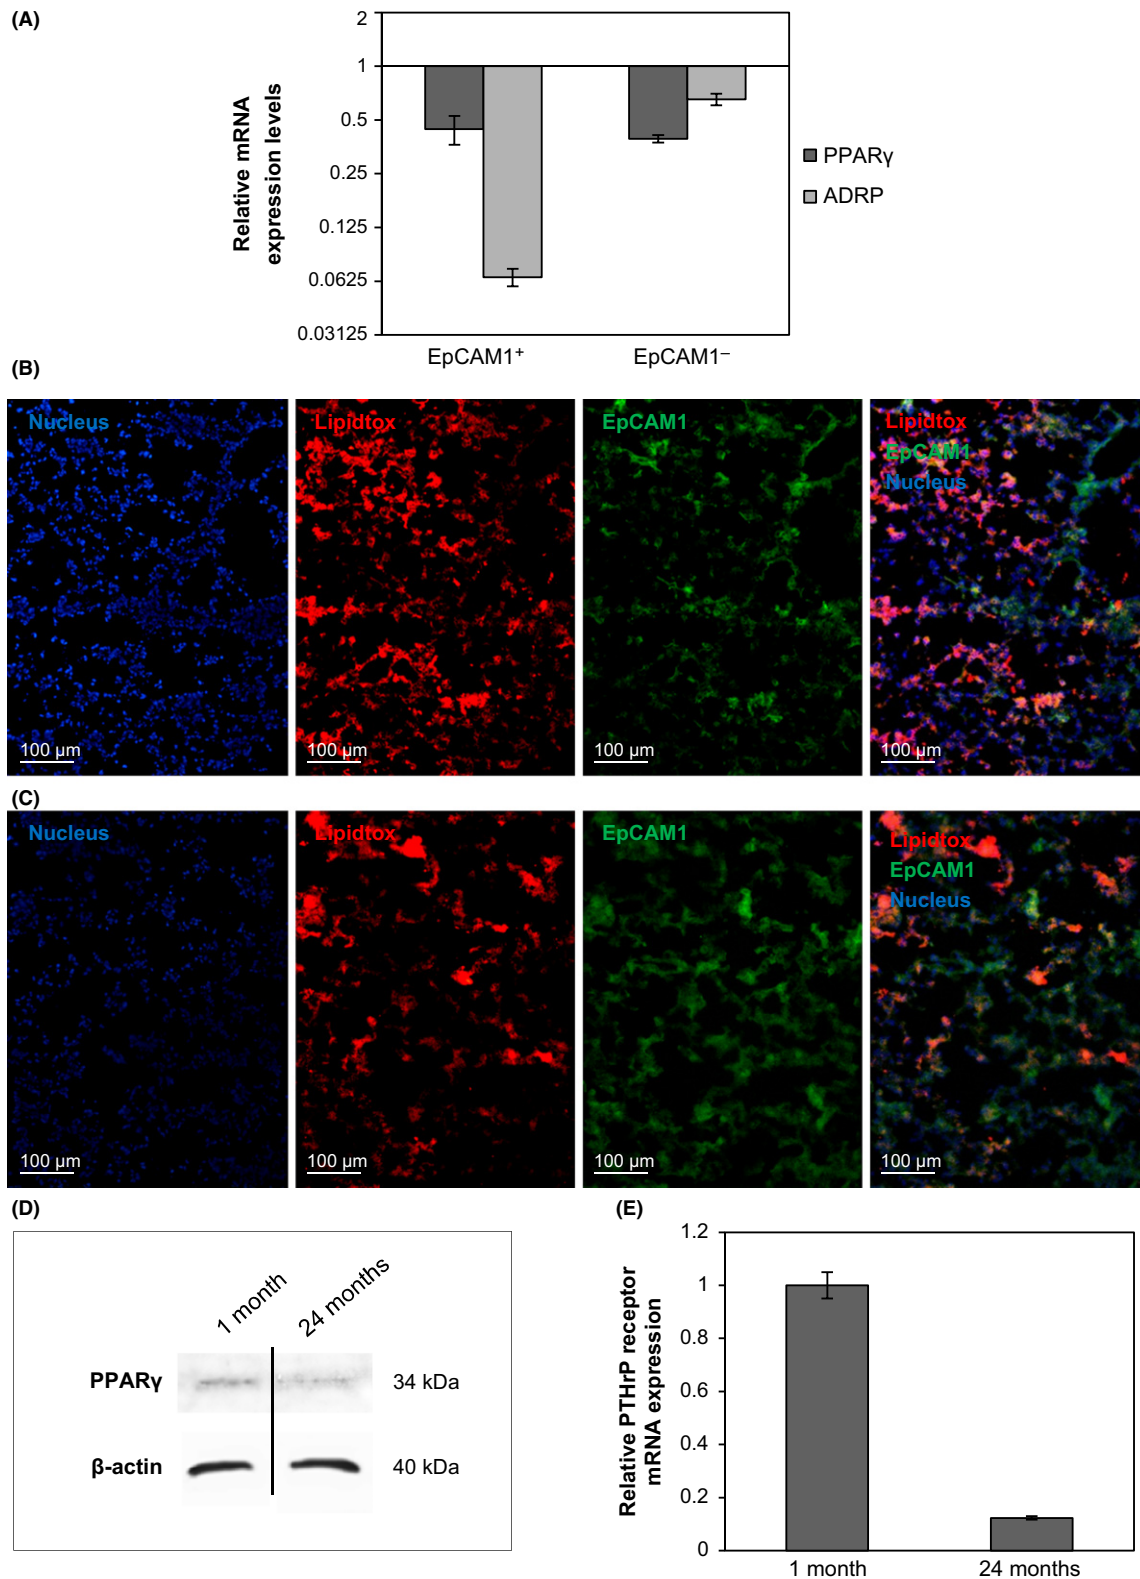 (A)
2
1
0.5
0.25
0.125
0.0625
0.03125
Relative mRNA
expression levels
EpCAM1+
EpCAM1–
PPARγ
ADRP
(B)
Nucleus
100 µm
Lipidtox
100 µm
EpCAM1
100 µm
Lipidtox
EpCAM1
Nucleus
100 µm
(C)
Nucleus
100 µm
Lipidtox
100 µm
EpCAM1
100 µm
Lipidtox
EpCAM1
Nucleus
100 µm
(D)
1 month
24 months
PPARγ
34 kDa
β-actin
40 kDa
(E)
Relative PTHrP receptor
mRNA expression
1.2
1
0.8
0.6
0.4
0.2
0
1 month
24 months